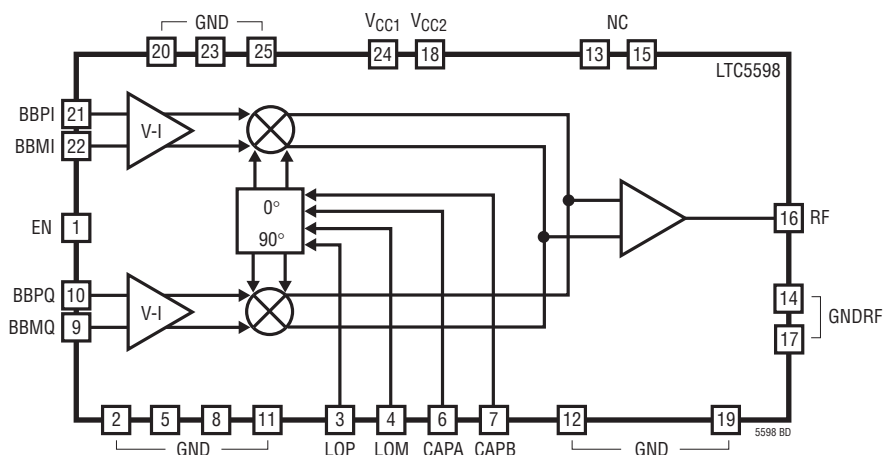 GND
VCC1 VCC2
NC
20 23 25
24 18
13 15
LTC5598
BBPI 21
BBMI 22
V-I
EN
1
0°
90°
16 RF
BBPQ 10
BBMQ 9
V-I
14
17
GNDRF
2 5 8 11 3 4 6 7 12 19
5598 BD
GND LOP LOM CAPA CAPB GND